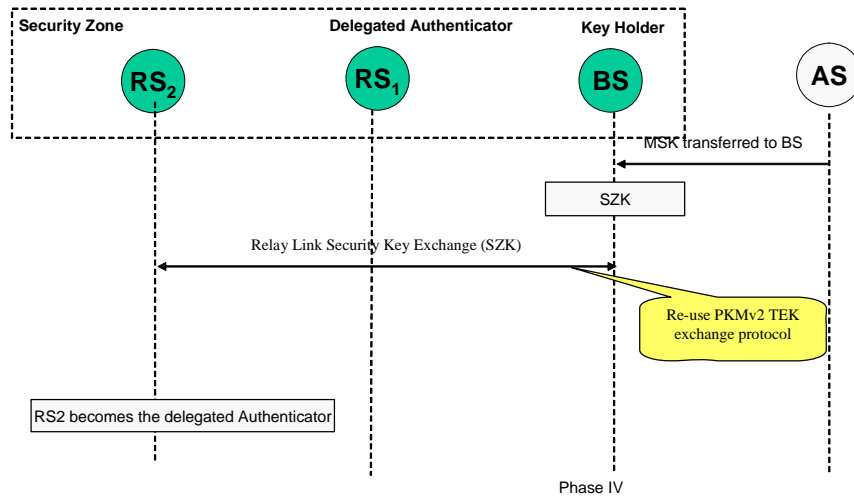 Security Zone
Delegated Authenticator
Key Holder
RS2
RS1
BS
AS
MSK transferred to BS
SZK
Relay Link Security Key Exchange (SZK)
Re-use PKMv2 TEK
exchange protocol
RS2 becomes the delegated Authenticator
Phase IV